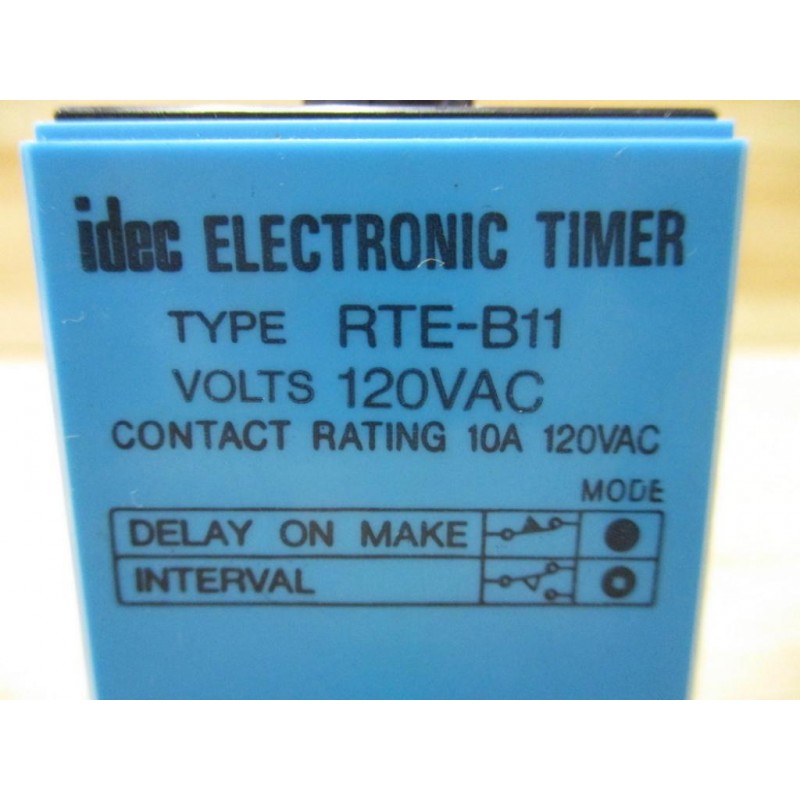 idec ELECTRONIC TIMER
TYPE RTE-B11
VOLTS 120VAC
CONTACT RATING 10A 120VAC
MODE
DELAY ON MAKE
INTERVAL